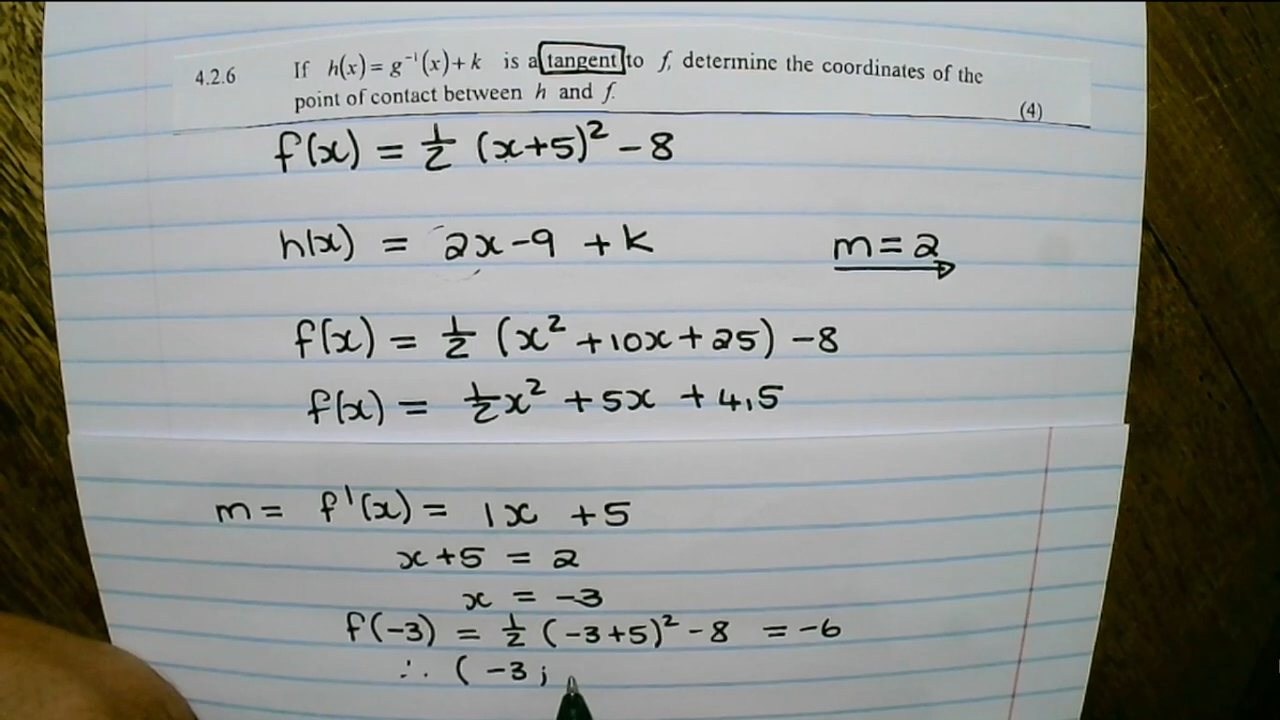 4.2.6 If h(x) = g⁻¹(x) + k is a tangent to f, determine the coordinates of the
point of contact between h and f.
(4)
f(x) = ½ (x+5)² - 8
h(x) = 2x - 9 + k m = 2
f(x) = ½ (x² + 10x + 25) - 8
f(x) = ½x² + 5x + 4,5
m = f'(x) = 1x + 5
x + 5 = 2
x = -3
f(-3) = ½ (-3+5)² - 8 = -6
∴ (-3 ;